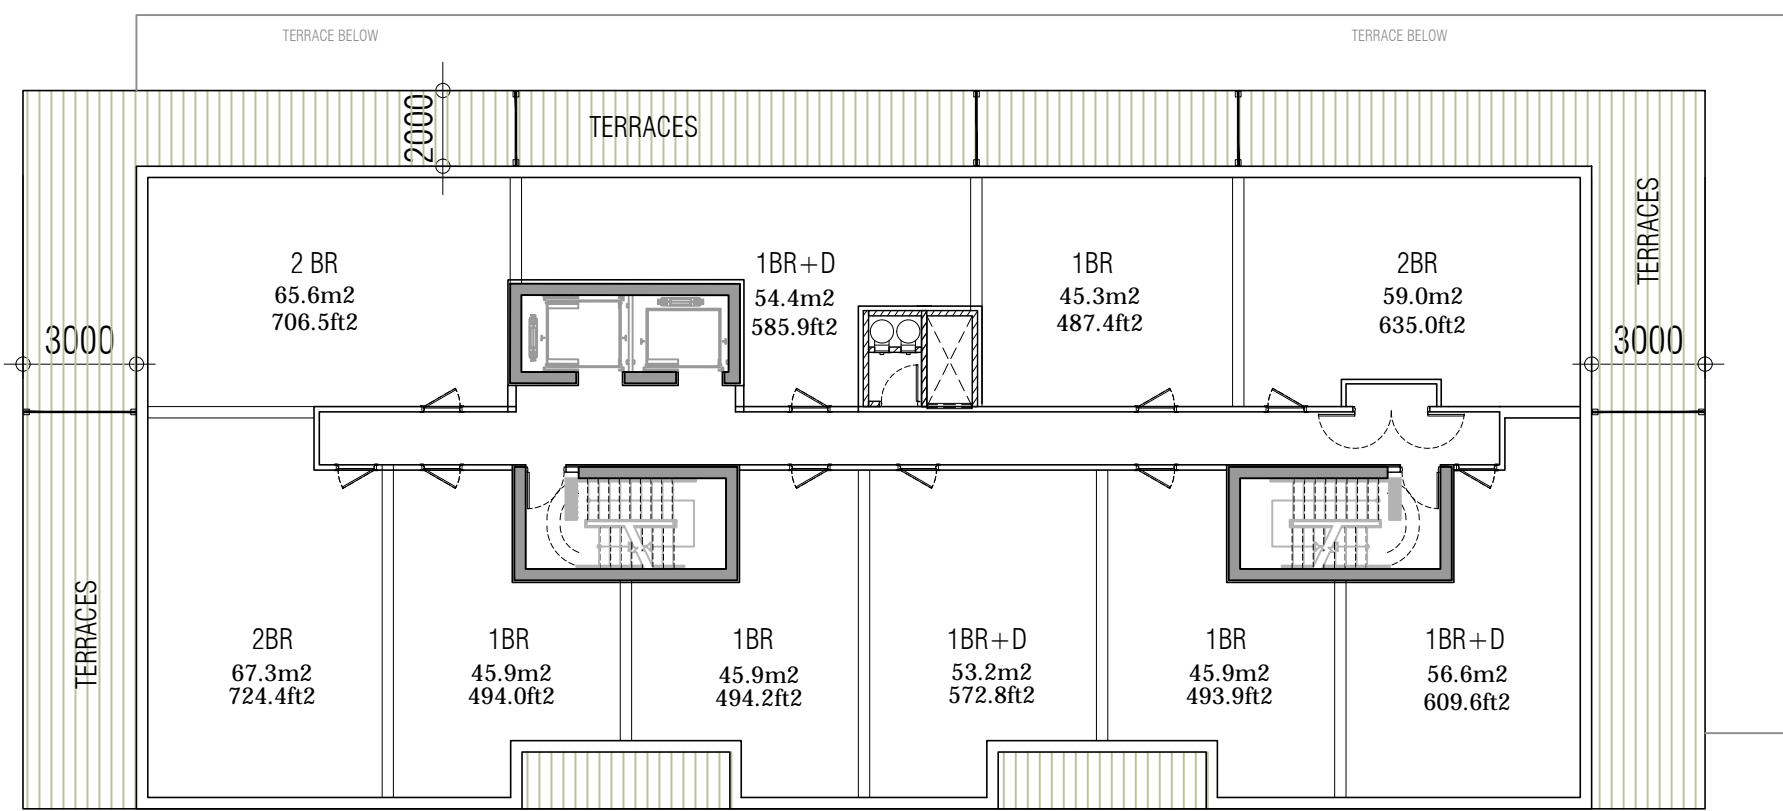 TERRACE BELOW
TERRACE BELOW
2000
TERRACES
TERRACES
2 BR
65.6m2
706.5ft2
1BR+D
54.4m2
585.9ft2
1BR
45.3m2
487.4ft2
2BR
59.0m2
635.0ft2
3000
3000
TERRACES
2BR
67.3m2
724.4ft2
1BR
45.9m2
494.0ft2
1BR
45.9m2
494.2ft2
1BR+D
53.2m2
572.8ft2
1BR
45.9m2
493.9ft2
1BR+D
56.6m2
609.6ft2